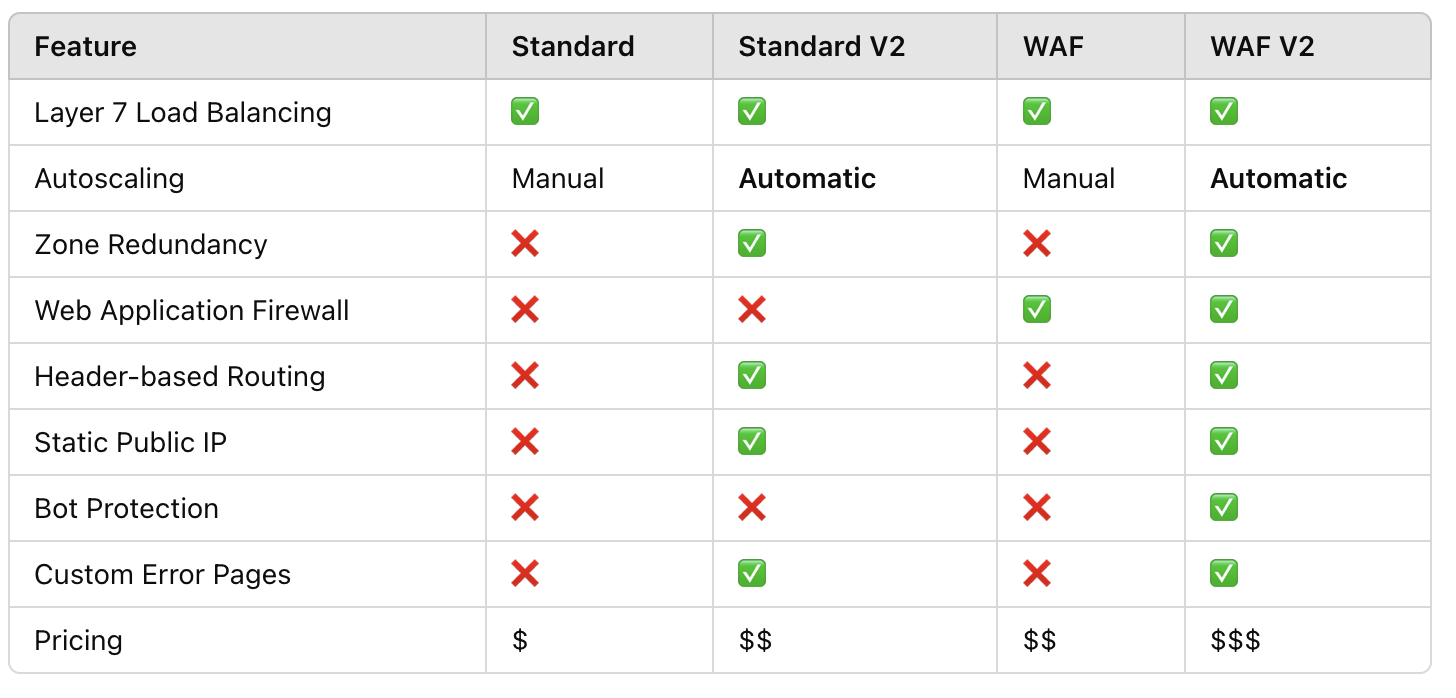 Feature Standard Standard V2 WAF WAF V2
Layer 7 Load Balancing ✅ ✅ ✅ ✅
Autoscaling Manual Automatic Manual Automatic
Zone Redundancy ❌ ✅ ❌ ✅
Web Application Firewall ❌ ❌ ✅ ✅
Header-based Routing ❌ ✅ ❌ ✅
Static Public IP ❌ ✅ ❌ ✅
Bot Protection ❌ ❌ ❌ ✅
Custom Error Pages ❌ ✅ ❌ ✅
Pricing $ $$ $$ $$$